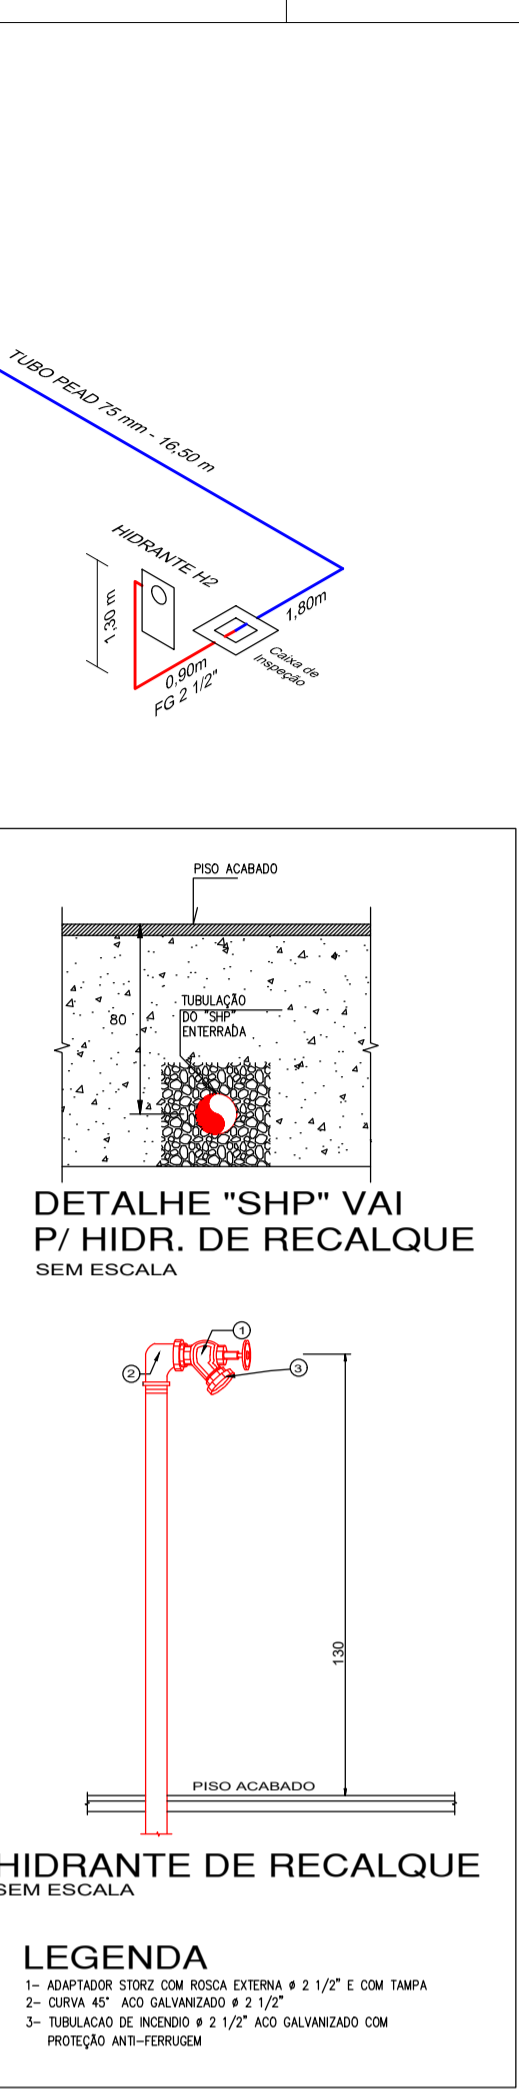 TUBO PEAD 75 mm - 16,50 m
HIDRANTE H2
1,30 m
1,80m
Caixa de
Inspeção
0,90m
FG 2 1/2"
PISO ACABADO
80
TUBULAÇÃO
DO "SHP"
ENTERRADA
DETALHE "SHP" VAI
P/ HIDR. DE RECALQUE
SEM ESCALA
1
2
3
130
PISO ACABADO
HIDRANTE DE RECALQUE
SEM ESCALA
LEGENDA
1- ADAPTADOR STORZ COM ROSCA EXTERNA ø 2 1/2" E COM TAMPA
2- CURVA 45° ACO GALVANIZADO ø 2 1/2"
3- TUBULACAO DE INCENDIO ø 2 1/2" ACO GALVANIZADO COM
PROTEÇÃO ANTI-FERRUGEM